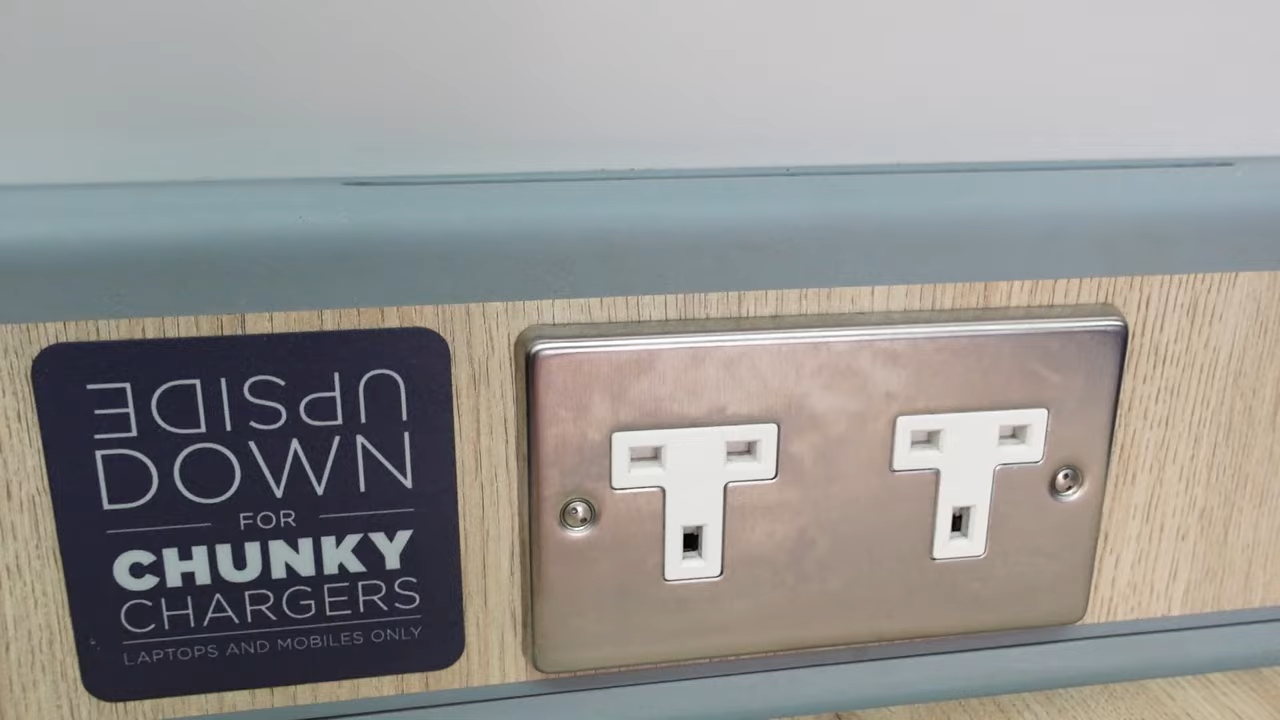 UPSIDE
DOWN
FOR
CHUNKY
CHARGERS
LAPTOPS AND MOBILES ONLY